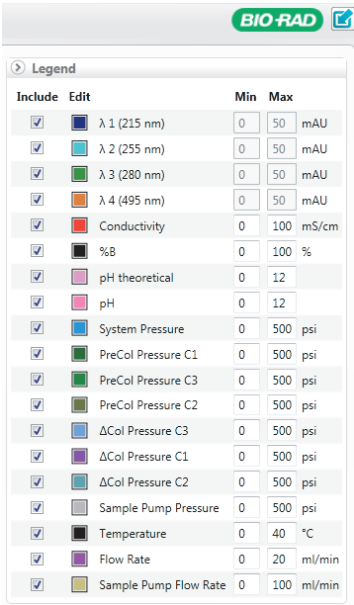 BIO-RAD
Legend
Include Edit Min Max
λ 1 (215 nm) 0 50 mAU
λ 2 (255 nm) 0 50 mAU
λ 3 (280 nm) 0 50 mAU
λ 4 (495 nm) 0 50 mAU
Conductivity 0 100 mS/cm
%B 0 100 %
pH theoretical 0 12
pH 0 12
System Pressure 0 500 psi
PreCol Pressure C1 0 500 psi
PreCol Pressure C3 0 500 psi
PreCol Pressure C2 0 500 psi
ΔCol Pressure C3 0 500 psi
ΔCol Pressure C1 0 500 psi
ΔCol Pressure C2 0 500 psi
Sample Pump Pressure 0 500 psi
Temperature 0 40 °C
Flow Rate 0 20 ml/min
Sample Pump Flow Rate 0 100 ml/min